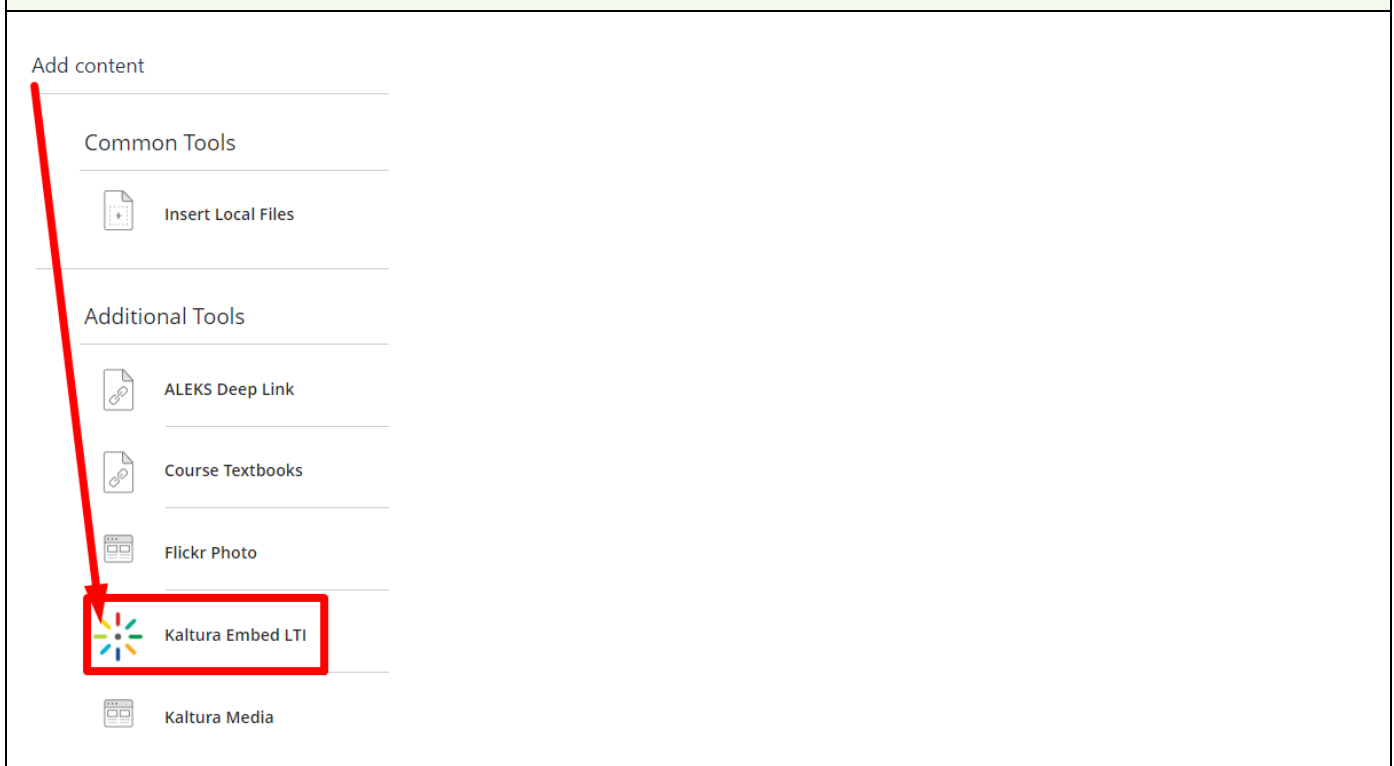 Add content
Common Tools
Insert Local Files
Additional Tools
ALEKS Deep Link
Course Textbooks
Flickr Photo
Kaltura Embed LTI
Kaltura Media